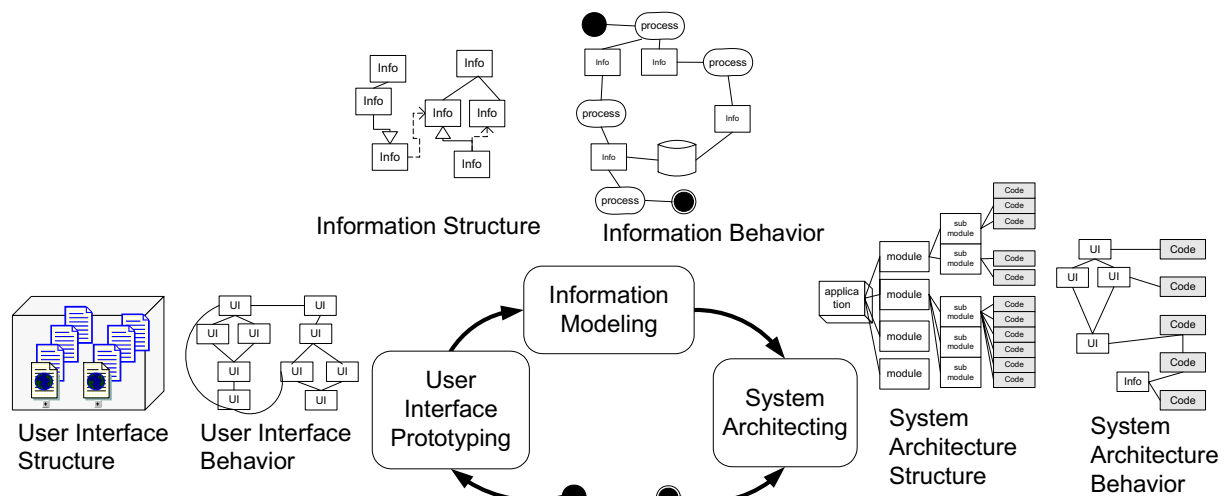 process
Info
Info
process
process
Info
Info
process
Info
Info
Info
Info
Info
Info
Info
Information Structure
Information Behavior
UI
UI
UI
UI
UI
UI
UI
UI
UI
UI
User Interface
Structure
User Interface
Behavior
Information
Modeling
User
Interface
Prototyping
System
Architecting
applica
tion
module
module
module
module
sub
module
sub
module
sub
module
sub
module
sub
module
Code
Code
Code
Code
Code
Code
Code
Code
Code
Code
Code
System
Architecture
Structure
UI
UI
UI
UI
Info
Code
Code
Code
Code
Code
System
Architecture
Behavior